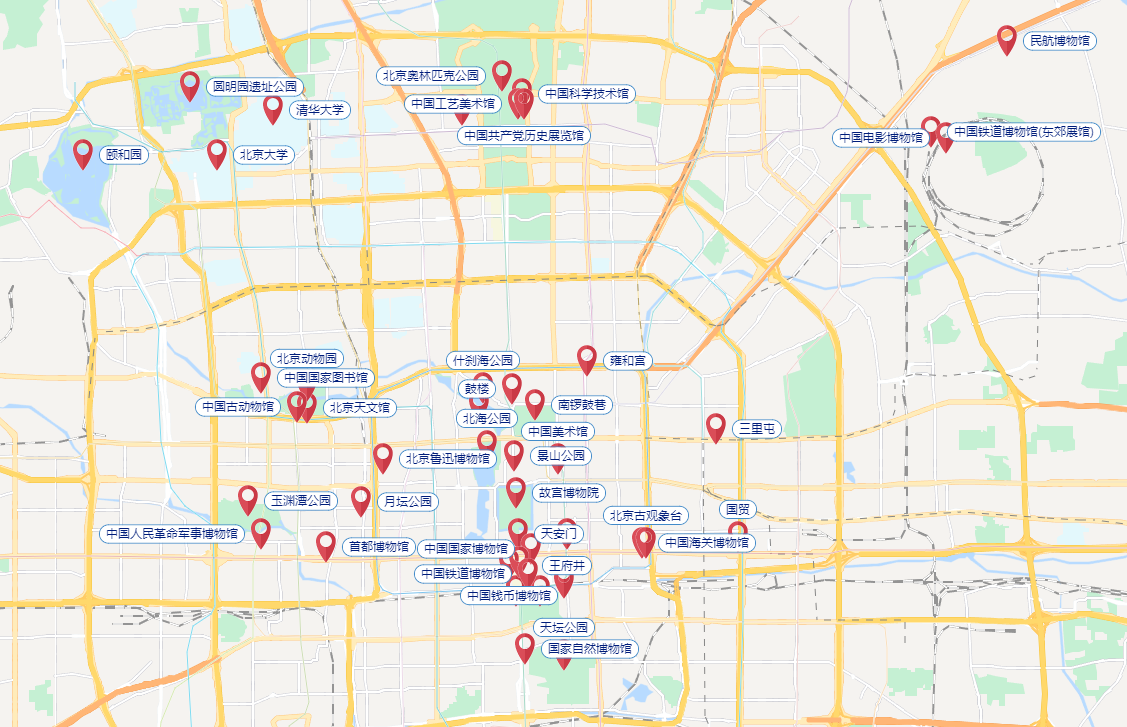 民航博物馆
北京奥林匹克公园
圆明园遗址公园
中国科学技术馆
中国工艺美术馆
清华大学
中国共产党历史展览馆
中国电影博物馆
中国铁道博物馆(东郊展馆)
颐和园
北京大学
北京动物园
什刹海公园
雍和宫
中国国家图书馆
鼓楼
中国古动物馆
北京天文馆
南锣鼓巷
北海公园
中国美术馆
三里屯
北京鲁迅博物馆
景山公园
故宫博物院
玉渊潭公园
月坛公园
国贸
北京古观象台
中国人民革命军事博物馆
天安门
首都博物馆
中国国家博物馆
中国海关博物馆
王府井
中国铁道博物馆
中国钱币博物馆
天坛公园
国家自然博物馆